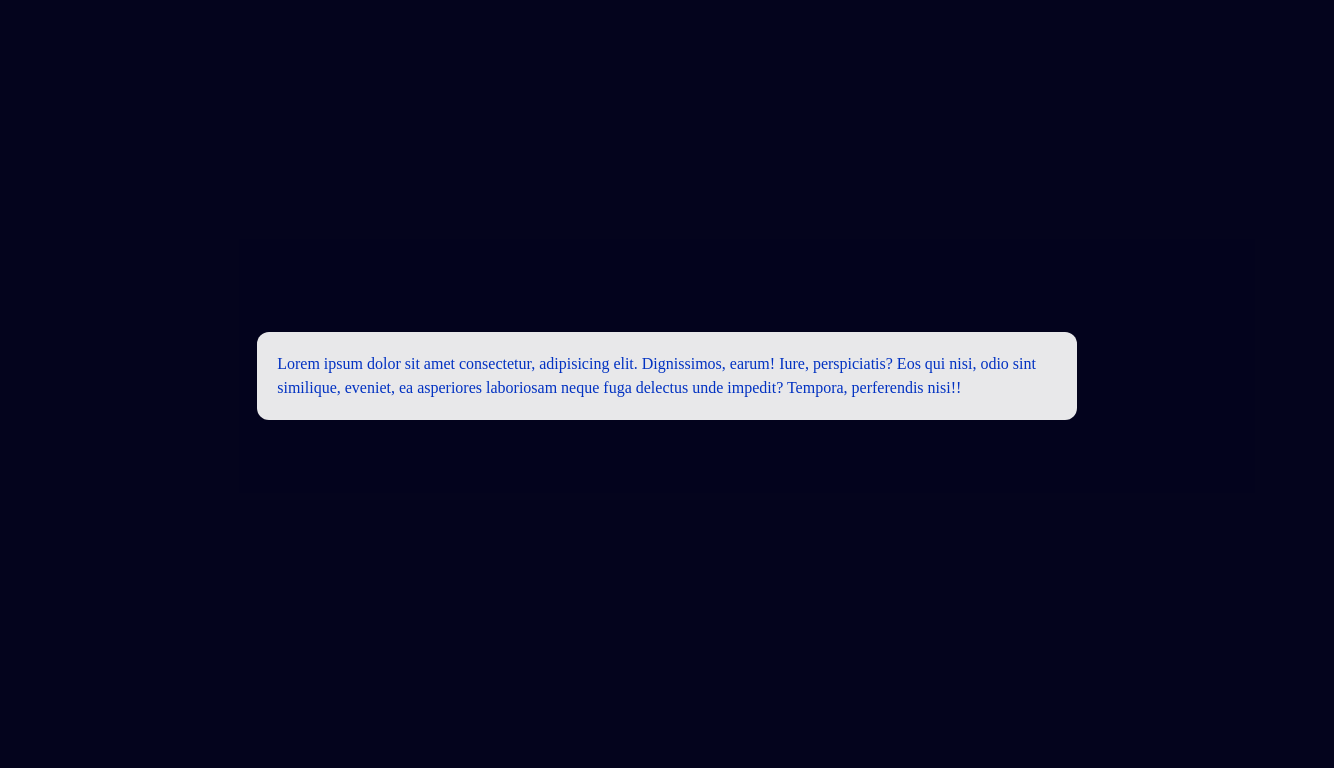 Lorem ipsum dolor sit amet consectetur, adipisicing elit. Dignissimos, earum! Iure, perspiciatis? Eos qui nisi, odio sint
similique, eveniet, ea asperiores laboriosam neque fuga delectus unde impedit? Tempora, perferendis nisi!!